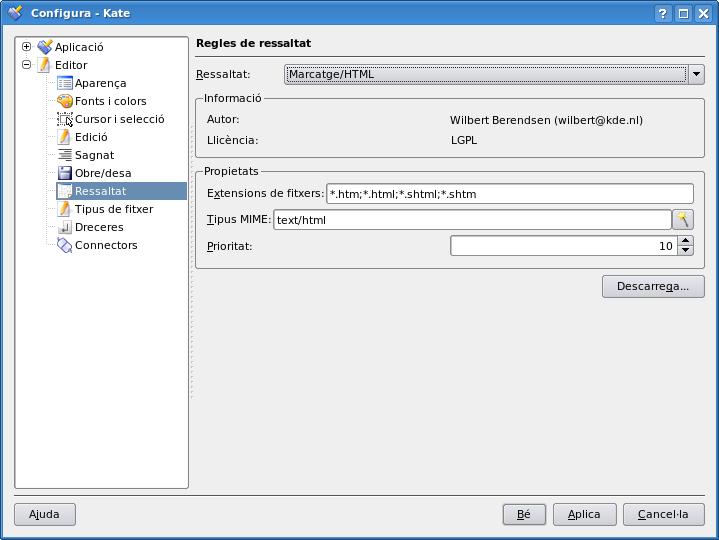 Configura - Kate
Aplicació
Editor
Aparença
Fonts i colors
Cursor i selecció
Edició
Sagnat
Obre/desa
Ressaltat
Tipus de fitxer
Dreceres
Connectors
Regles de ressaltat
Ressaltat: Marcatge/HTML
Informació
Autor: Wilbert Berendsen (wilbert@kde.nl)
Llicència: LGPL
Propietats
Extensions de fitxers: *.htm;*.html;*.shtml;*.shtm
Tipus MIME: text/html
Prioritat: 10
Descarrega...
Ajuda Bé Aplica Cancel·la